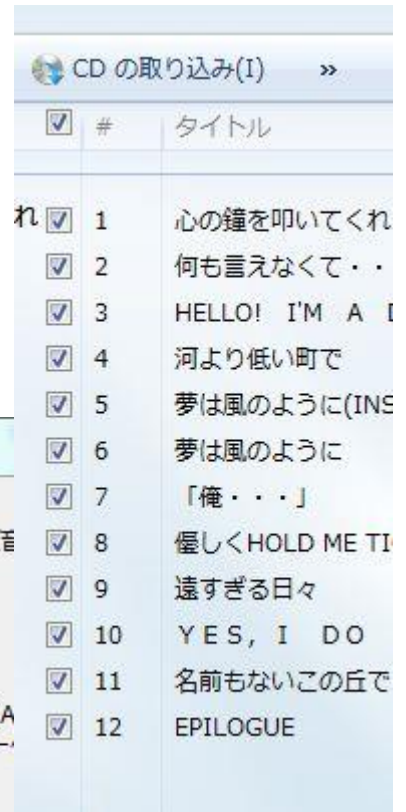 CD の取り込み(I) »
# タイトル
1 心の鐘を叩いてくれ
2 何も言えなくて・・
3 HELLO! I'M A
4 河より低い町で
5 夢は風のように(INS
6 夢は風のように
7 「俺・・・」
8 優しくHOLD ME TI
9 遠すぎる日々
10 ＹＥＳ，Ｉ　ＤＯ
11 名前もないこの丘で
12 EPILOGUE